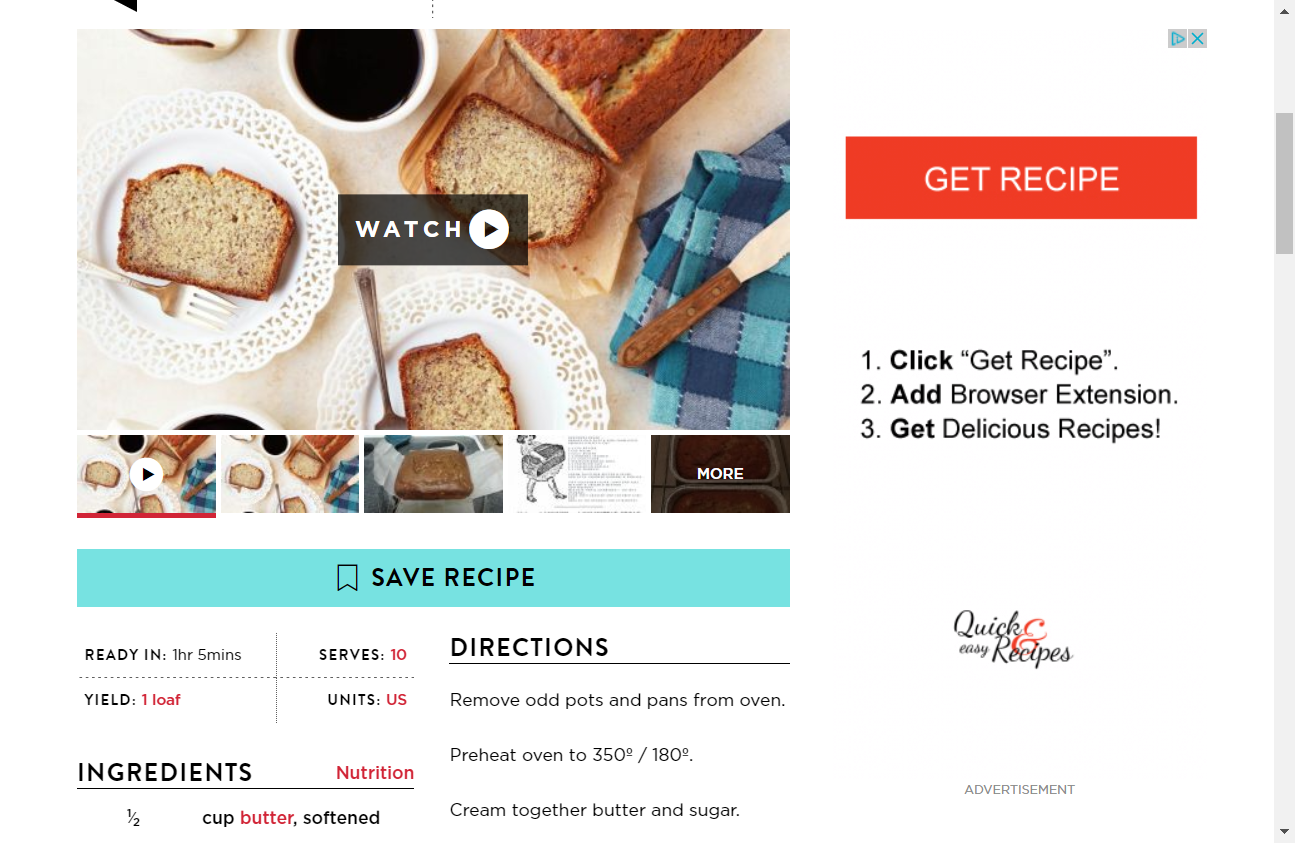 WATCH
MORE
SAVE RECIPE
READY IN: 1hr 5mins
SERVES: 10
YIELD: 1 loaf
UNITS: US
INGREDIENTS
Nutrition
½ cup butter, softened
DIRECTIONS
Remove odd pots and pans from oven.
Preheat oven to 350º / 180º.
Cream together butter and sugar.
GET RECIPE
1. Click “Get Recipe”.
2. Add Browser Extension.
3. Get Delicious Recipes!
Quick &
easy Recipes
ADVERTISEMENT